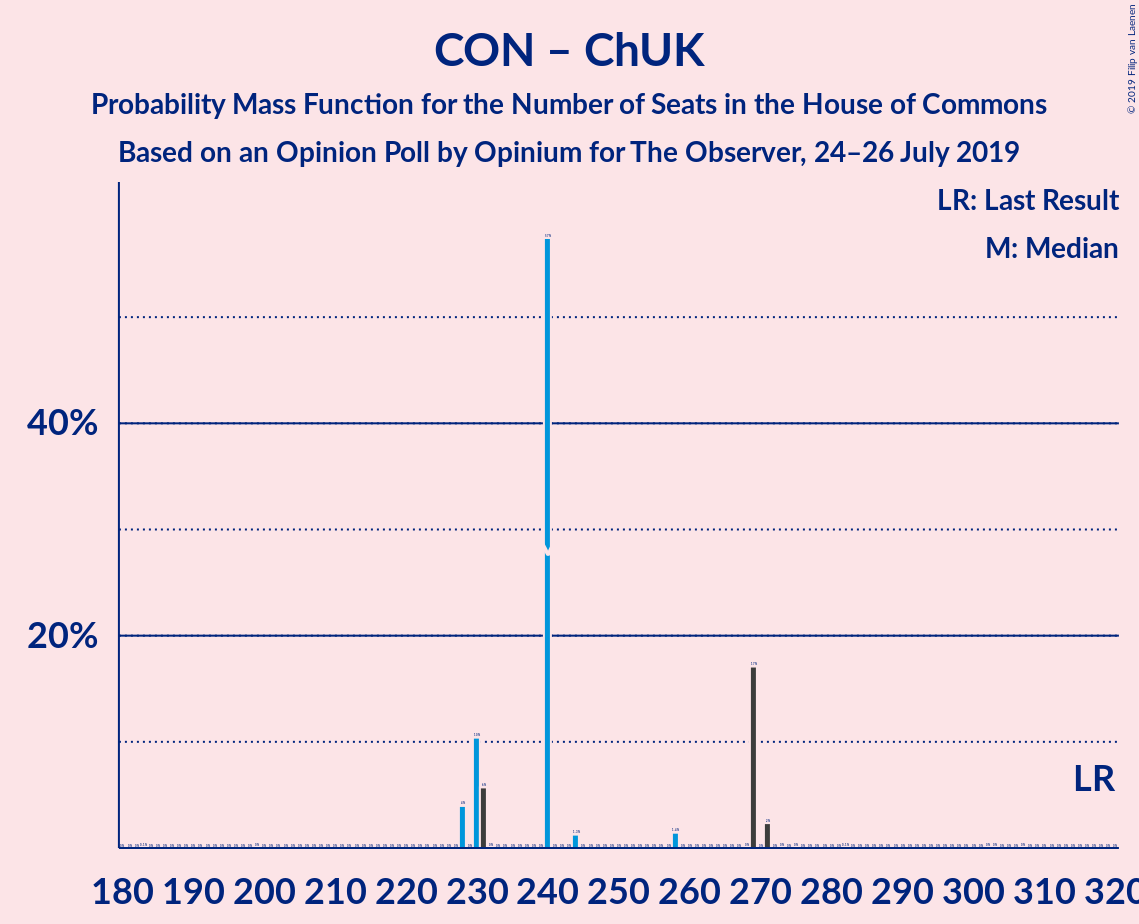 CON – ChUK
Probability Mass Function for the Number of Seats in the House of Commons
Based on an Opinion Poll by Opinium for The Observer, 24–26 July 2019
© 2019 Filip van Laenen
LR: Last Result
M: Median
40%
20%
LR
180 190 200 210 220 230 240 250 260 270 280 290 300 310 320